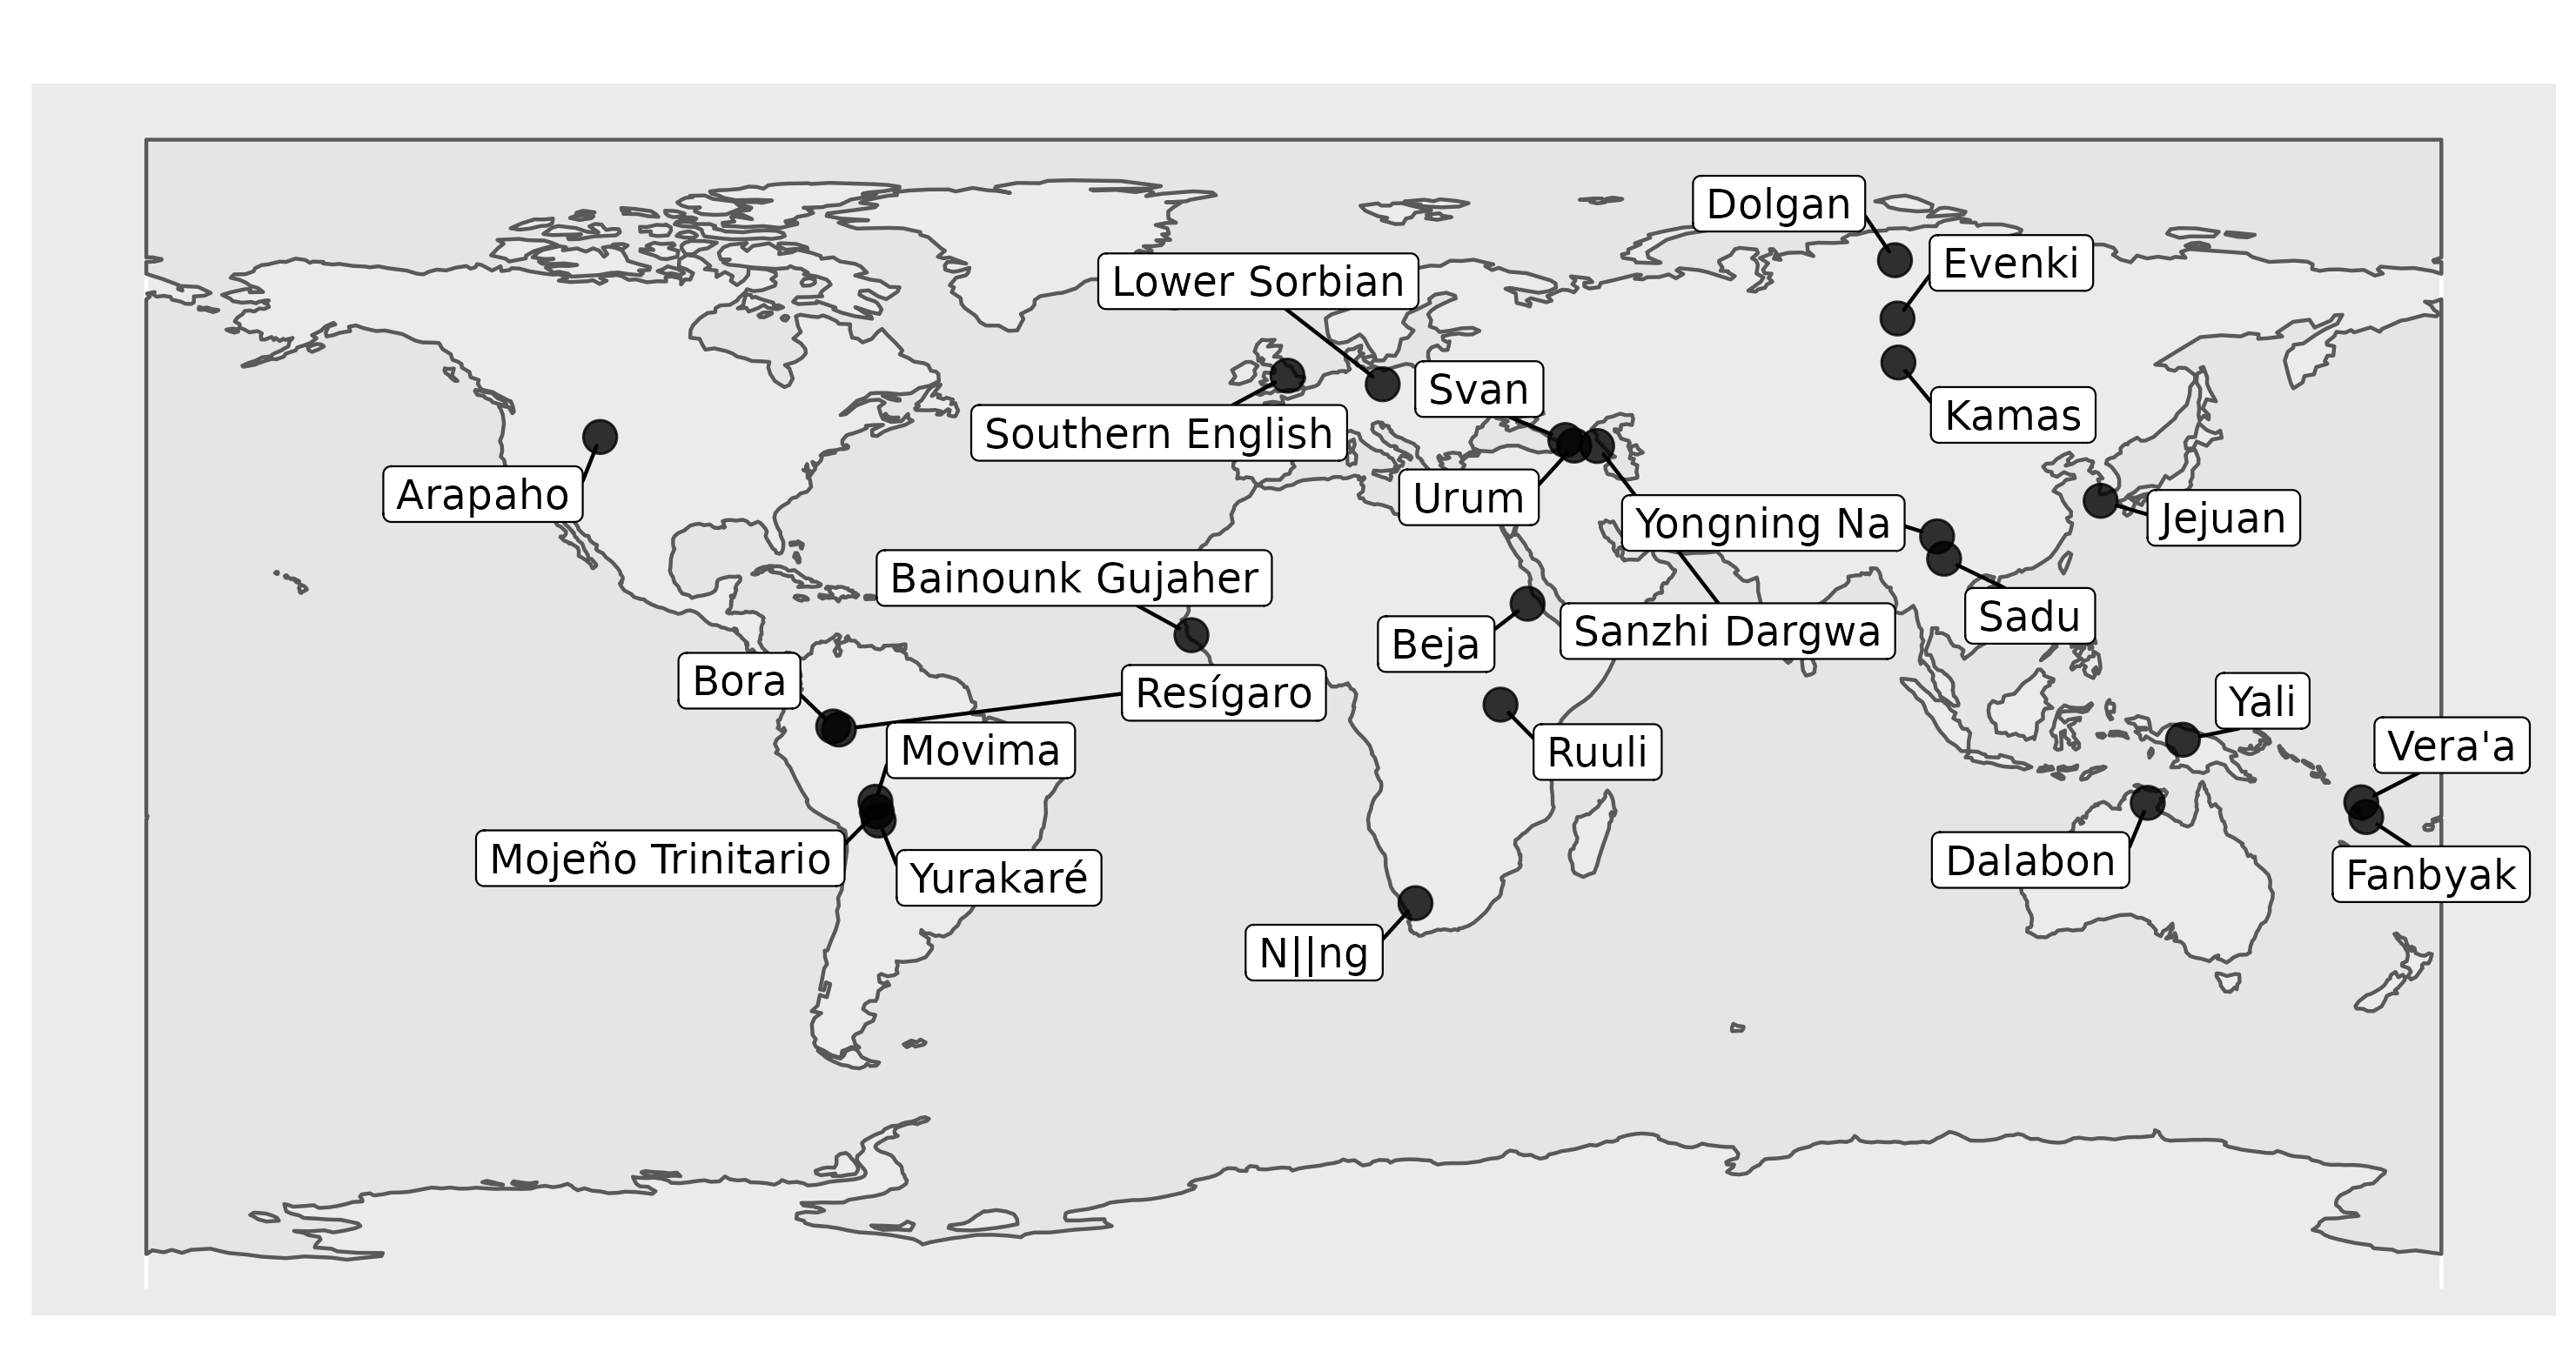 Dolgan
Evenki
Lower Sorbian
Svan
Kamas
Southern English
Arapaho
Urum
Yongning Na
Jejuan
Bainounk Gujaher
Sadu
Beja
Sanzhi Dargwa
Bora
Resígaro
Yali
Movima
Ruuli
Vera'a
Mojeño Trinitario
Yurakaré
Dalabon
Fanbyak
N||ng